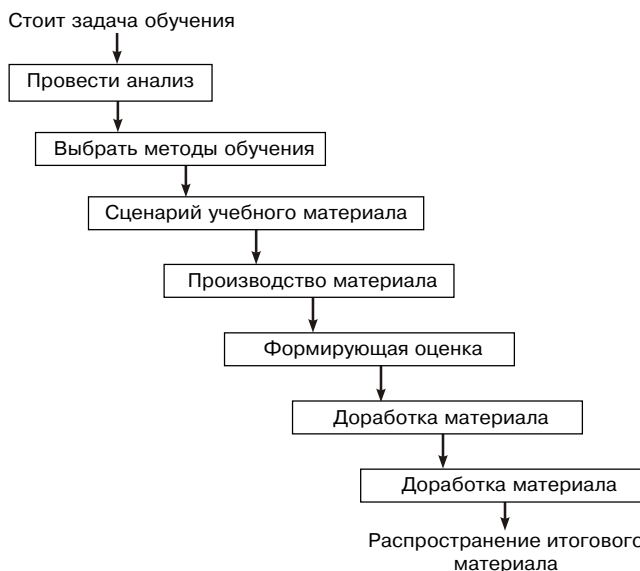 Стоит задача обучения
Провести анализ
Выбрать методы обучения
Сценарий учебного материала
Производство материала
Формирующая оценка
Доработка материала
Доработка материала
Распространение итогового
материала